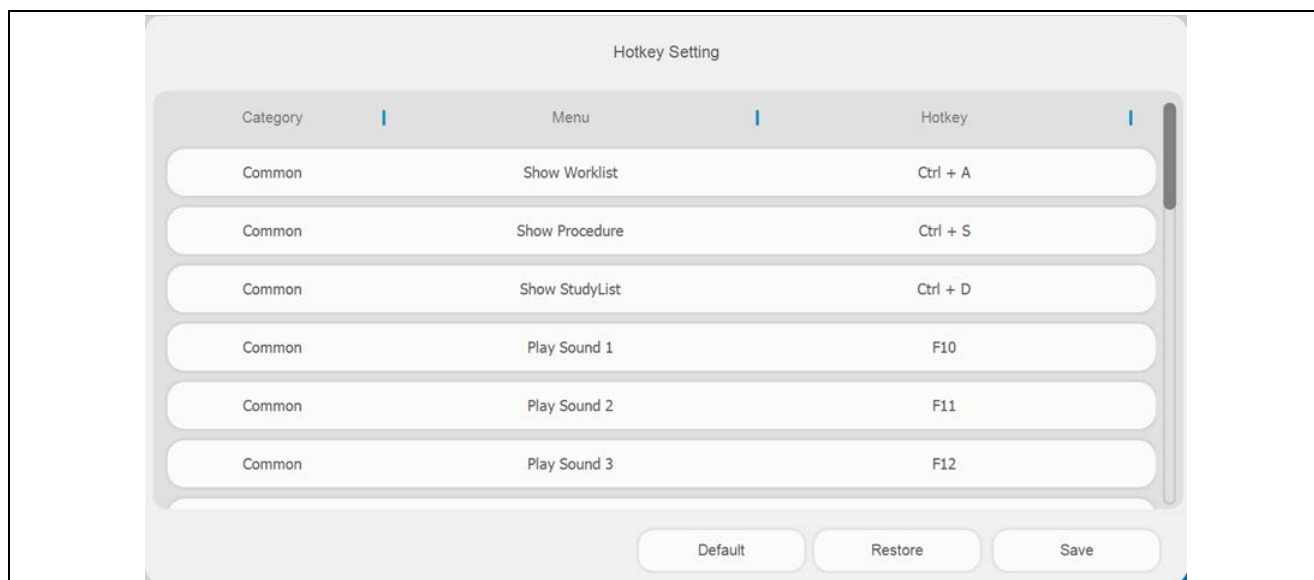 Hotkey Setting
Category Menu Hotkey
Common Show Worklist Ctrl + A
Common Show Procedure Ctrl + S
Common Show StudyList Ctrl + D
Common Play Sound 1 F10
Common Play Sound 2 F11
Common Play Sound 3 F12
Default Restore Save